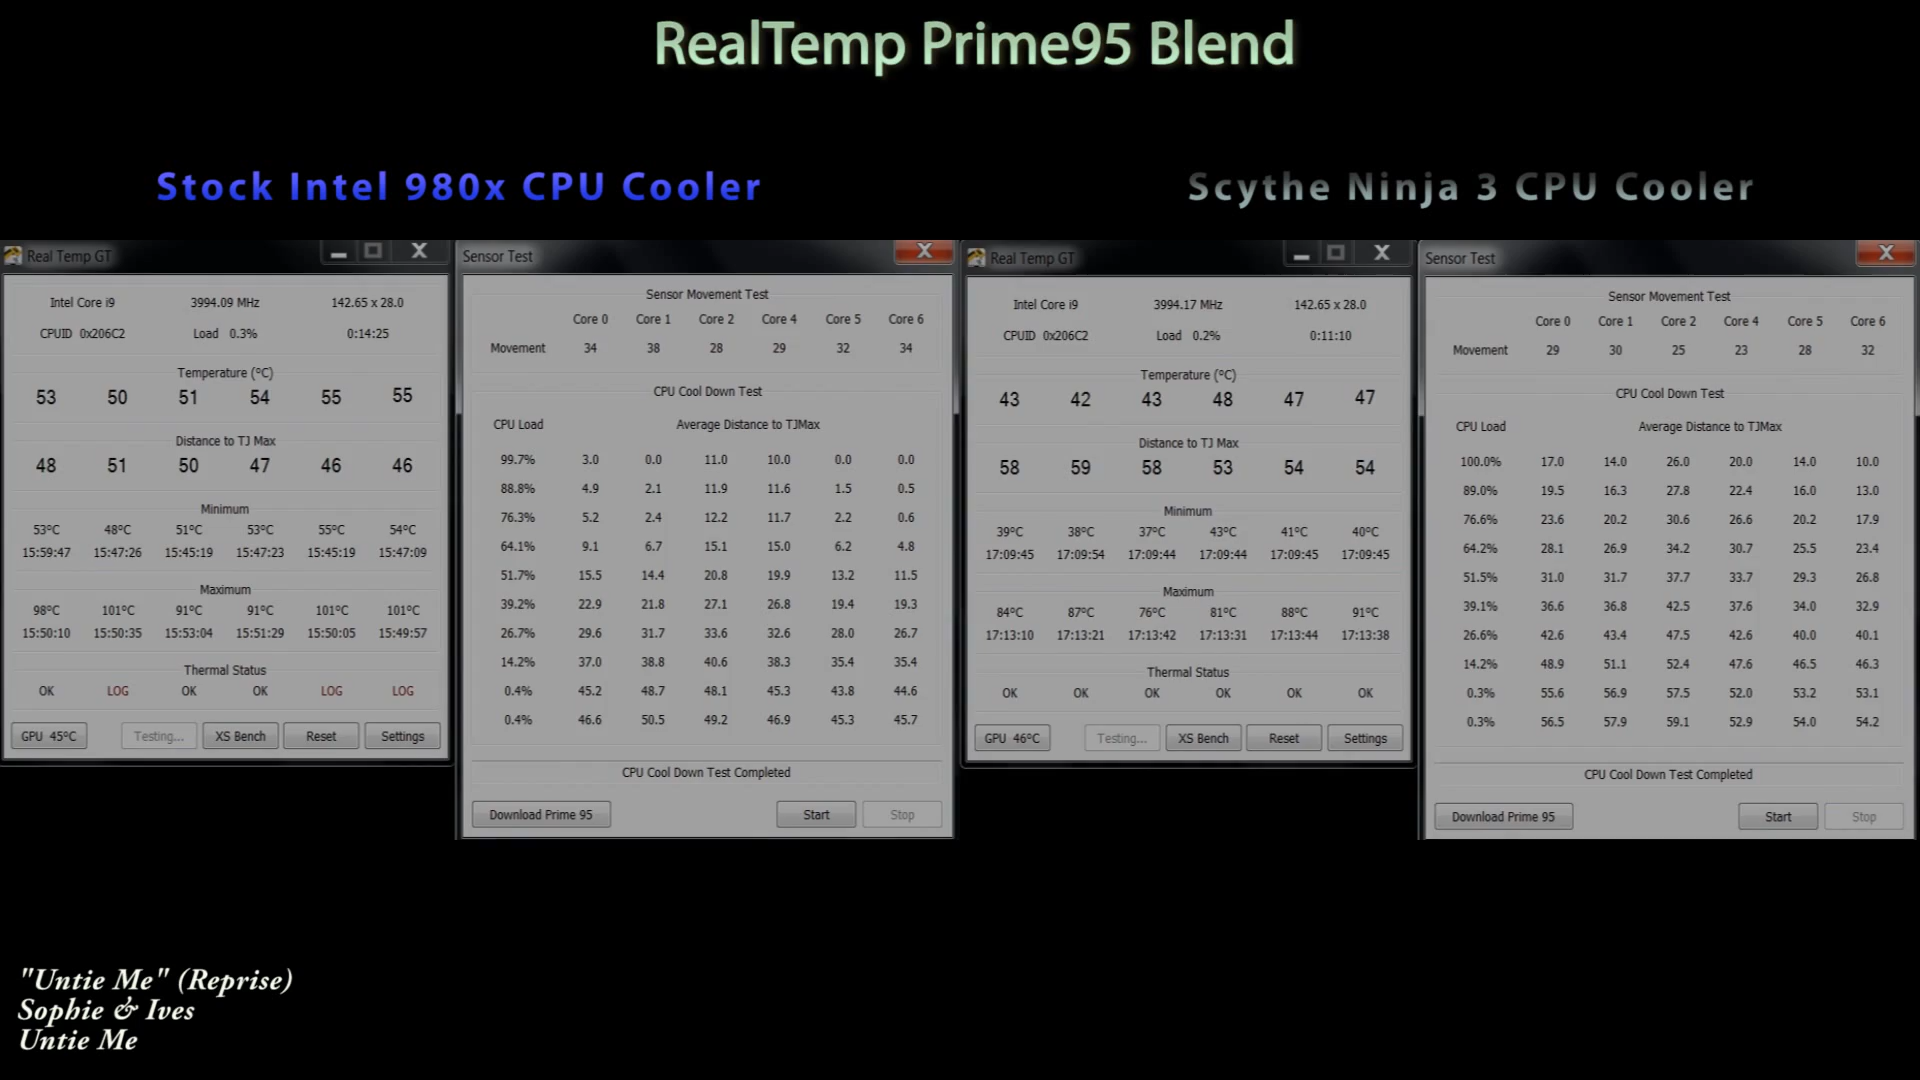 RealTemp Prime95 Blend
Stock Intel 980x CPU Cooler
Scythe Ninja 3 CPU Cooler
Real Temp GT
Intel Core i9 3994.09 MHz 142.65 x 28.0
CPUID 0x206C2 Load 0.3% 0:14:25
Temperature (°C)
53 50 51 54 55 55
Distance to TJ Max
48 51 50 47 46 46
Minimum
53°C 48°C 51°C 53°C 55°C 54°C
15:59:47 15:47:26 15:45:19 15:47:23 15:45:19 15:47:09
Maximum
98°C 101°C 91°C 91°C 101°C 101°C
15:50:10 15:50:35 15:53:04 15:51:29 15:50:05 15:49:57
Thermal Status
OK LOG OK OK LOG LOG
GPU 45°C Testing... XS Bench Reset Settings
Sensor Test
Sensor Movement Test
Core 0 Core 1 Core 2 Core 4 Core 5 Core 6
Movement 34 38 28 29 32 34
CPU Cool Down Test
CPU Load Average Distance to TJMax
99.7% 3.0 0.0 11.0 10.0 0.0 0.0
88.8% 4.9 2.1 11.9 11.6 1.5 0.5
76.3% 5.2 2.4 12.2 11.7 2.2 0.6
64.1% 9.1 6.7 15.1 15.0 6.2 4.8
51.7% 15.5 14.4 20.8 19.9 13.2 11.5
39.2% 22.9 21.8 27.1 26.8 19.4 19.3
26.7% 29.6 31.7 33.6 32.6 28.0 26.7
14.2% 37.0 38.8 40.6 38.3 35.4 35.4
0.4% 45.2 48.7 48.1 45.3 43.8 44.6
0.4% 46.6 50.5 49.2 46.9 45.3 45.7
CPU Cool Down Test Completed
Download Prime 95 Start Stop
Real Temp GT
Intel Core i9 3994.17 MHz 142.65 x 28.0
CPUID 0x206C2 Load 0.2% 0:11:10
Temperature (°C)
43 42 43 48 47 47
Distance to TJ Max
58 59 58 53 54 54
Minimum
39°C 38°C 37°C 43°C 41°C 40°C
17:09:45 17:09:54 17:09:44 17:09:44 17:09:45 17:09:45
Maximum
84°C 87°C 76°C 81°C 88°C 91°C
17:13:10 17:13:21 17:13:42 17:13:31 17:13:44 17:13:38
Thermal Status
OK OK OK OK OK OK
GPU 46°C Testing... XS Bench Reset Settings
Sensor Test
Sensor Movement Test
Core 0 Core 1 Core 2 Core 4 Core 5 Core 6
Movement 29 30 25 23 28 32
CPU Cool Down Test
CPU Load Average Distance to TJMax
100.0% 17.0 14.0 26.0 20.0 14.0 10.0
89.0% 19.5 16.3 27.8 22.4 16.0 13.0
76.6% 23.6 20.2 30.6 26.6 20.2 17.9
64.2% 28.1 26.9 34.2 30.7 25.5 23.4
51.5% 31.0 31.7 37.7 33.7 29.3 26.8
39.1% 36.6 36.8 42.5 37.6 34.0 32.9
26.6% 42.6 43.4 47.5 42.6 40.0 40.1
14.2% 48.9 51.1 52.4 47.6 46.5 46.3
0.3% 55.6 56.9 57.5 52.0 53.2 53.1
0.3% 56.5 57.9 59.1 52.9 54.0 54.2
CPU Cool Down Test Completed
Download Prime 95 Start Stop
"Untie Me" (Reprise)
Sophie & Ives
Untie Me